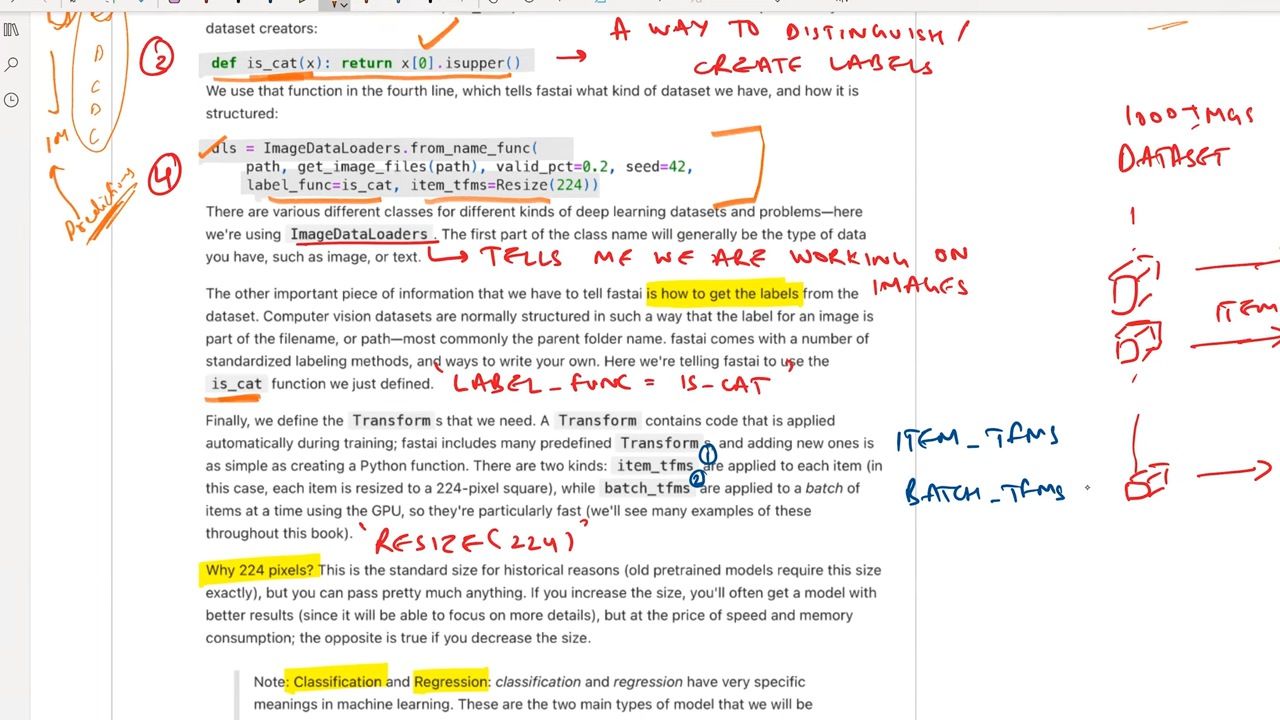 dataset creators:
def is_cat(x): return x[0].isupper()
We use that function in the fourth line, which tells fastai what kind of dataset we have, and how it is
structured:
dls = ImageDataLoaders.from_name_func(
path, get_image_files(path), valid_pct=0.2, seed=42,
label_func=is_cat, item_tfms=Resize(224))
There are various different classes for different kinds of deep learning datasets and problems—here
we're using ImageDataLoaders . The first part of the class name will generally be the type of data
you have, such as image, or text.
The other important piece of information that we have to tell fastai is how to get the labels from the
dataset. Computer vision datasets are normally structured in such a way that the label for an image is
part of the filename, or path—most commonly the parent folder name. fastai comes with a number of
standardized labeling methods, and ways to write your own. Here we're telling fastai to use the
is_cat function we just defined.
Finally, we define the Transform s that we need. A Transform contains code that is applied
automatically during training; fastai includes many predefined Transform s, and adding new ones is
as simple as creating a Python function. There are two kinds: item_tfms are applied to each item (in
this case, each item is resized to a 224-pixel square), while batch_tfms are applied to a batch of
items at a time using the GPU, so they're particularly fast (we'll see many examples of these
throughout this book).
Why 224 pixels? This is the standard size for historical reasons (old pretrained models require this size
exactly), but you can pass pretty much anything. If you increase the size, you'll often get a model with
better results (since it will be able to focus on more details), but at the price of speed and memory
consumption; the opposite is true if you decrease the size.
Note: Classification and Regression: classification and regression have very specific
meanings in machine learning. These are the two main types of model that we will be
A WAY TO DISTINGUISH/
CREATE LABELS
TELLS ME WE ARE WORKING ON
IMAGES
"LABEL_FUNC = IS_CAT"
"RESIZE(224)"
1
2
ITEM_TFMS
BATCH_TFMS
2
4
D
C
D
C
IM
Predictions
1000 IMGS
DATASET
ITEM